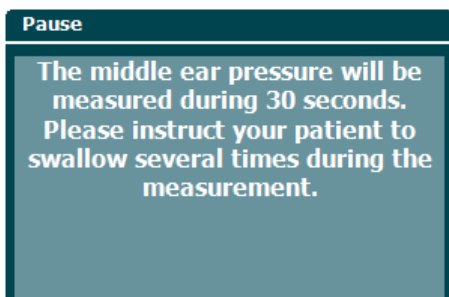 Pause
The middle ear pressure will be
measured during 30 seconds.
Please instruct your patient to
swallow several times during the
measurement.